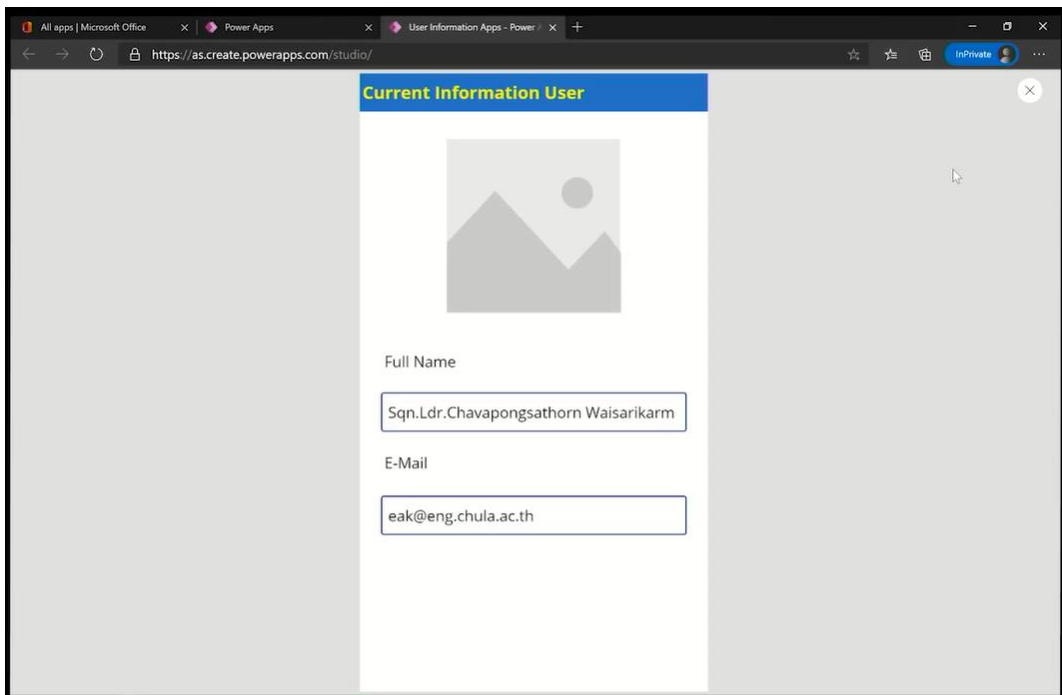 All apps | Microsoft Office
Power Apps
User Information Apps - Power
https://as.create.powerapps.com/studio/
InPrivate
Current Information User
Full Name
Sqn.Ldr.Chavapongsathorn Waisarikarm
E-Mail
eak@eng.chula.ac.th